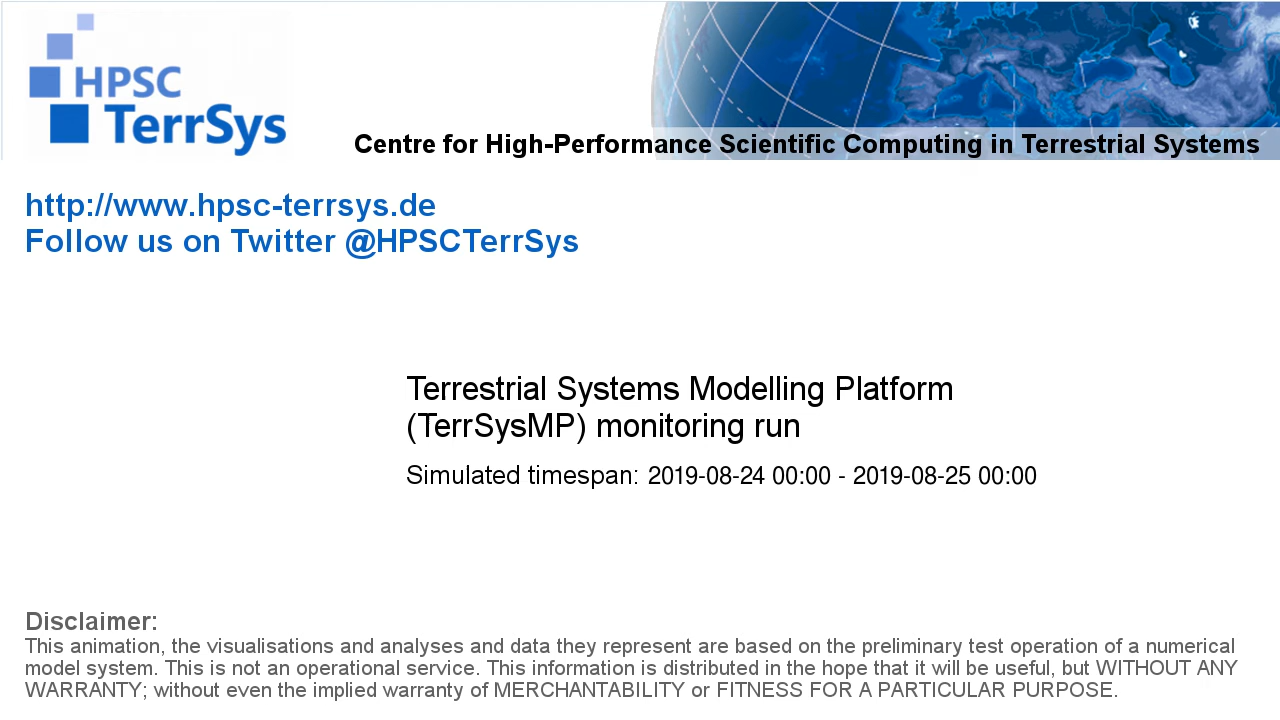 HPSC
TerrSys
Centre for High-Performance Scientific Computing in Terrestrial Systems
http://www.hpsc-terrsys.de
Follow us on Twitter @HPSCTerrSys
Terrestrial Systems Modelling Platform
(TerrSysMP) monitoring run
Simulated timespan: 2019-08-24 00:00 - 2019-08-25 00:00
Disclaimer:
This animation, the visualisations and analyses and data they represent are based on the preliminary test operation of a numerical
model system. This is not an operational service. This information is distributed in the hope that it will be useful, but WITHOUT ANY
WARRANTY; without even the implied warranty of MERCHANTABILITY or FITNESS FOR A PARTICULAR PURPOSE.